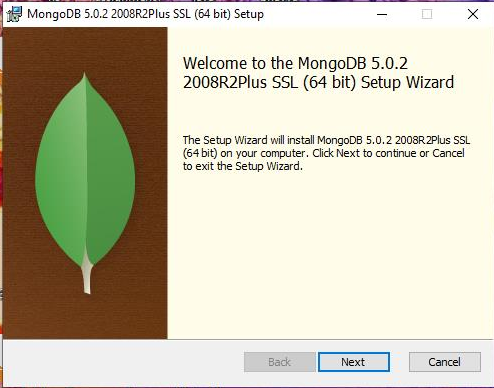 MongoDB 5.0.2 2008R2Plus SSL (64 bit) Setup
Welcome to the MongoDB 5.0.2
2008R2Plus SSL (64 bit) Setup Wizard
The Setup Wizard will install MongoDB 5.0.2 2008R2Plus SSL
(64 bit) on your computer. Click Next to continue or Cancel
to exit the Setup Wizard.
Back Next Cancel